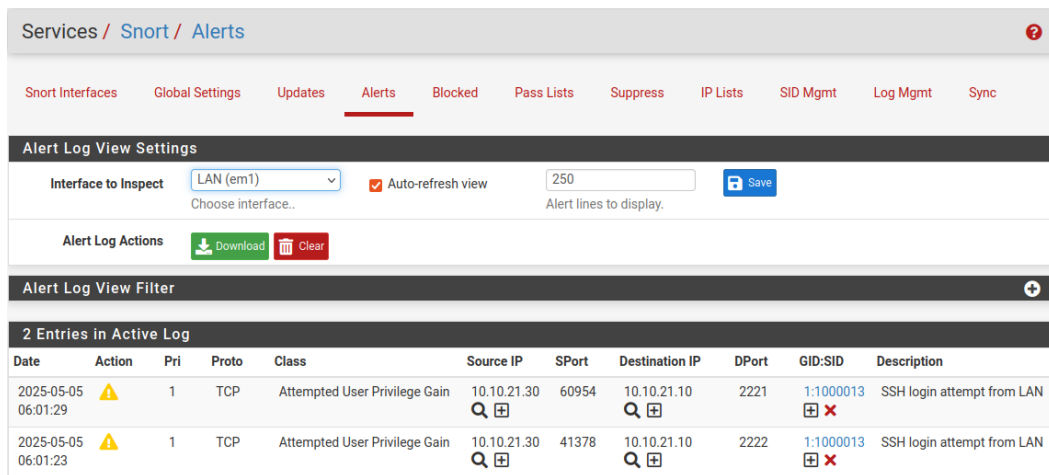 Services / Snort / Alerts
Snort Interfaces Global Settings Updates Alerts Blocked Pass Lists Suppress IP Lists SID Mgmt Log Mgmt Sync
Alert Log View Settings
Interface to Inspect LAN (em1) Auto-refresh view 250 Save
Choose interface.. Alert lines to display.
Alert Log Actions Download Clear
Alert Log View Filter
2 Entries in Active Log
Date Action Pri Proto Class Source IP SPort Destination IP DPort GID:SID Description
2025-05-05 1 TCP Attempted User Privilege Gain 10.10.21.30 60954 10.10.21.10 2221 1:1000013 SSH login attempt from LAN
06:01:29
2025-05-05 1 TCP Attempted User Privilege Gain 10.10.21.30 41378 10.10.21.10 2222 1:1000013 SSH login attempt from LAN
06:01:23